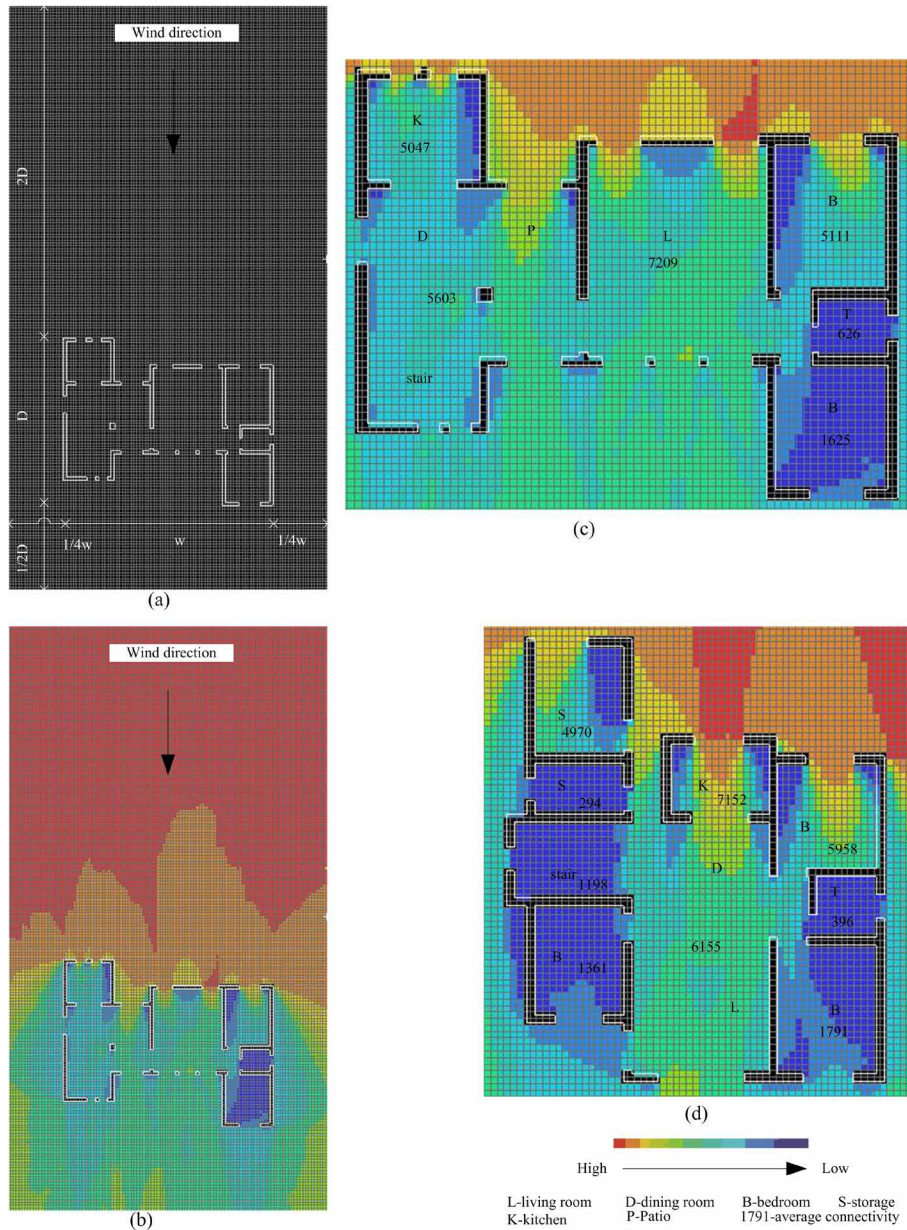 Wind direction
2D
D
1/2D
1/4w
w
1/4w
(a)
K
5047
D
P
L
7209
B
5111
5603
T
626
stair
B
1625
(c)
Wind direction
(b)
S
4970
S
294
K
7152
B
5958
D
stair
1198
T
396
B
1361
6155
L
B
1791
(d)
High
Low
L-living room D-dining room B-bedroom S-storage
K-kitchen P-Patio 1791-average connectivity